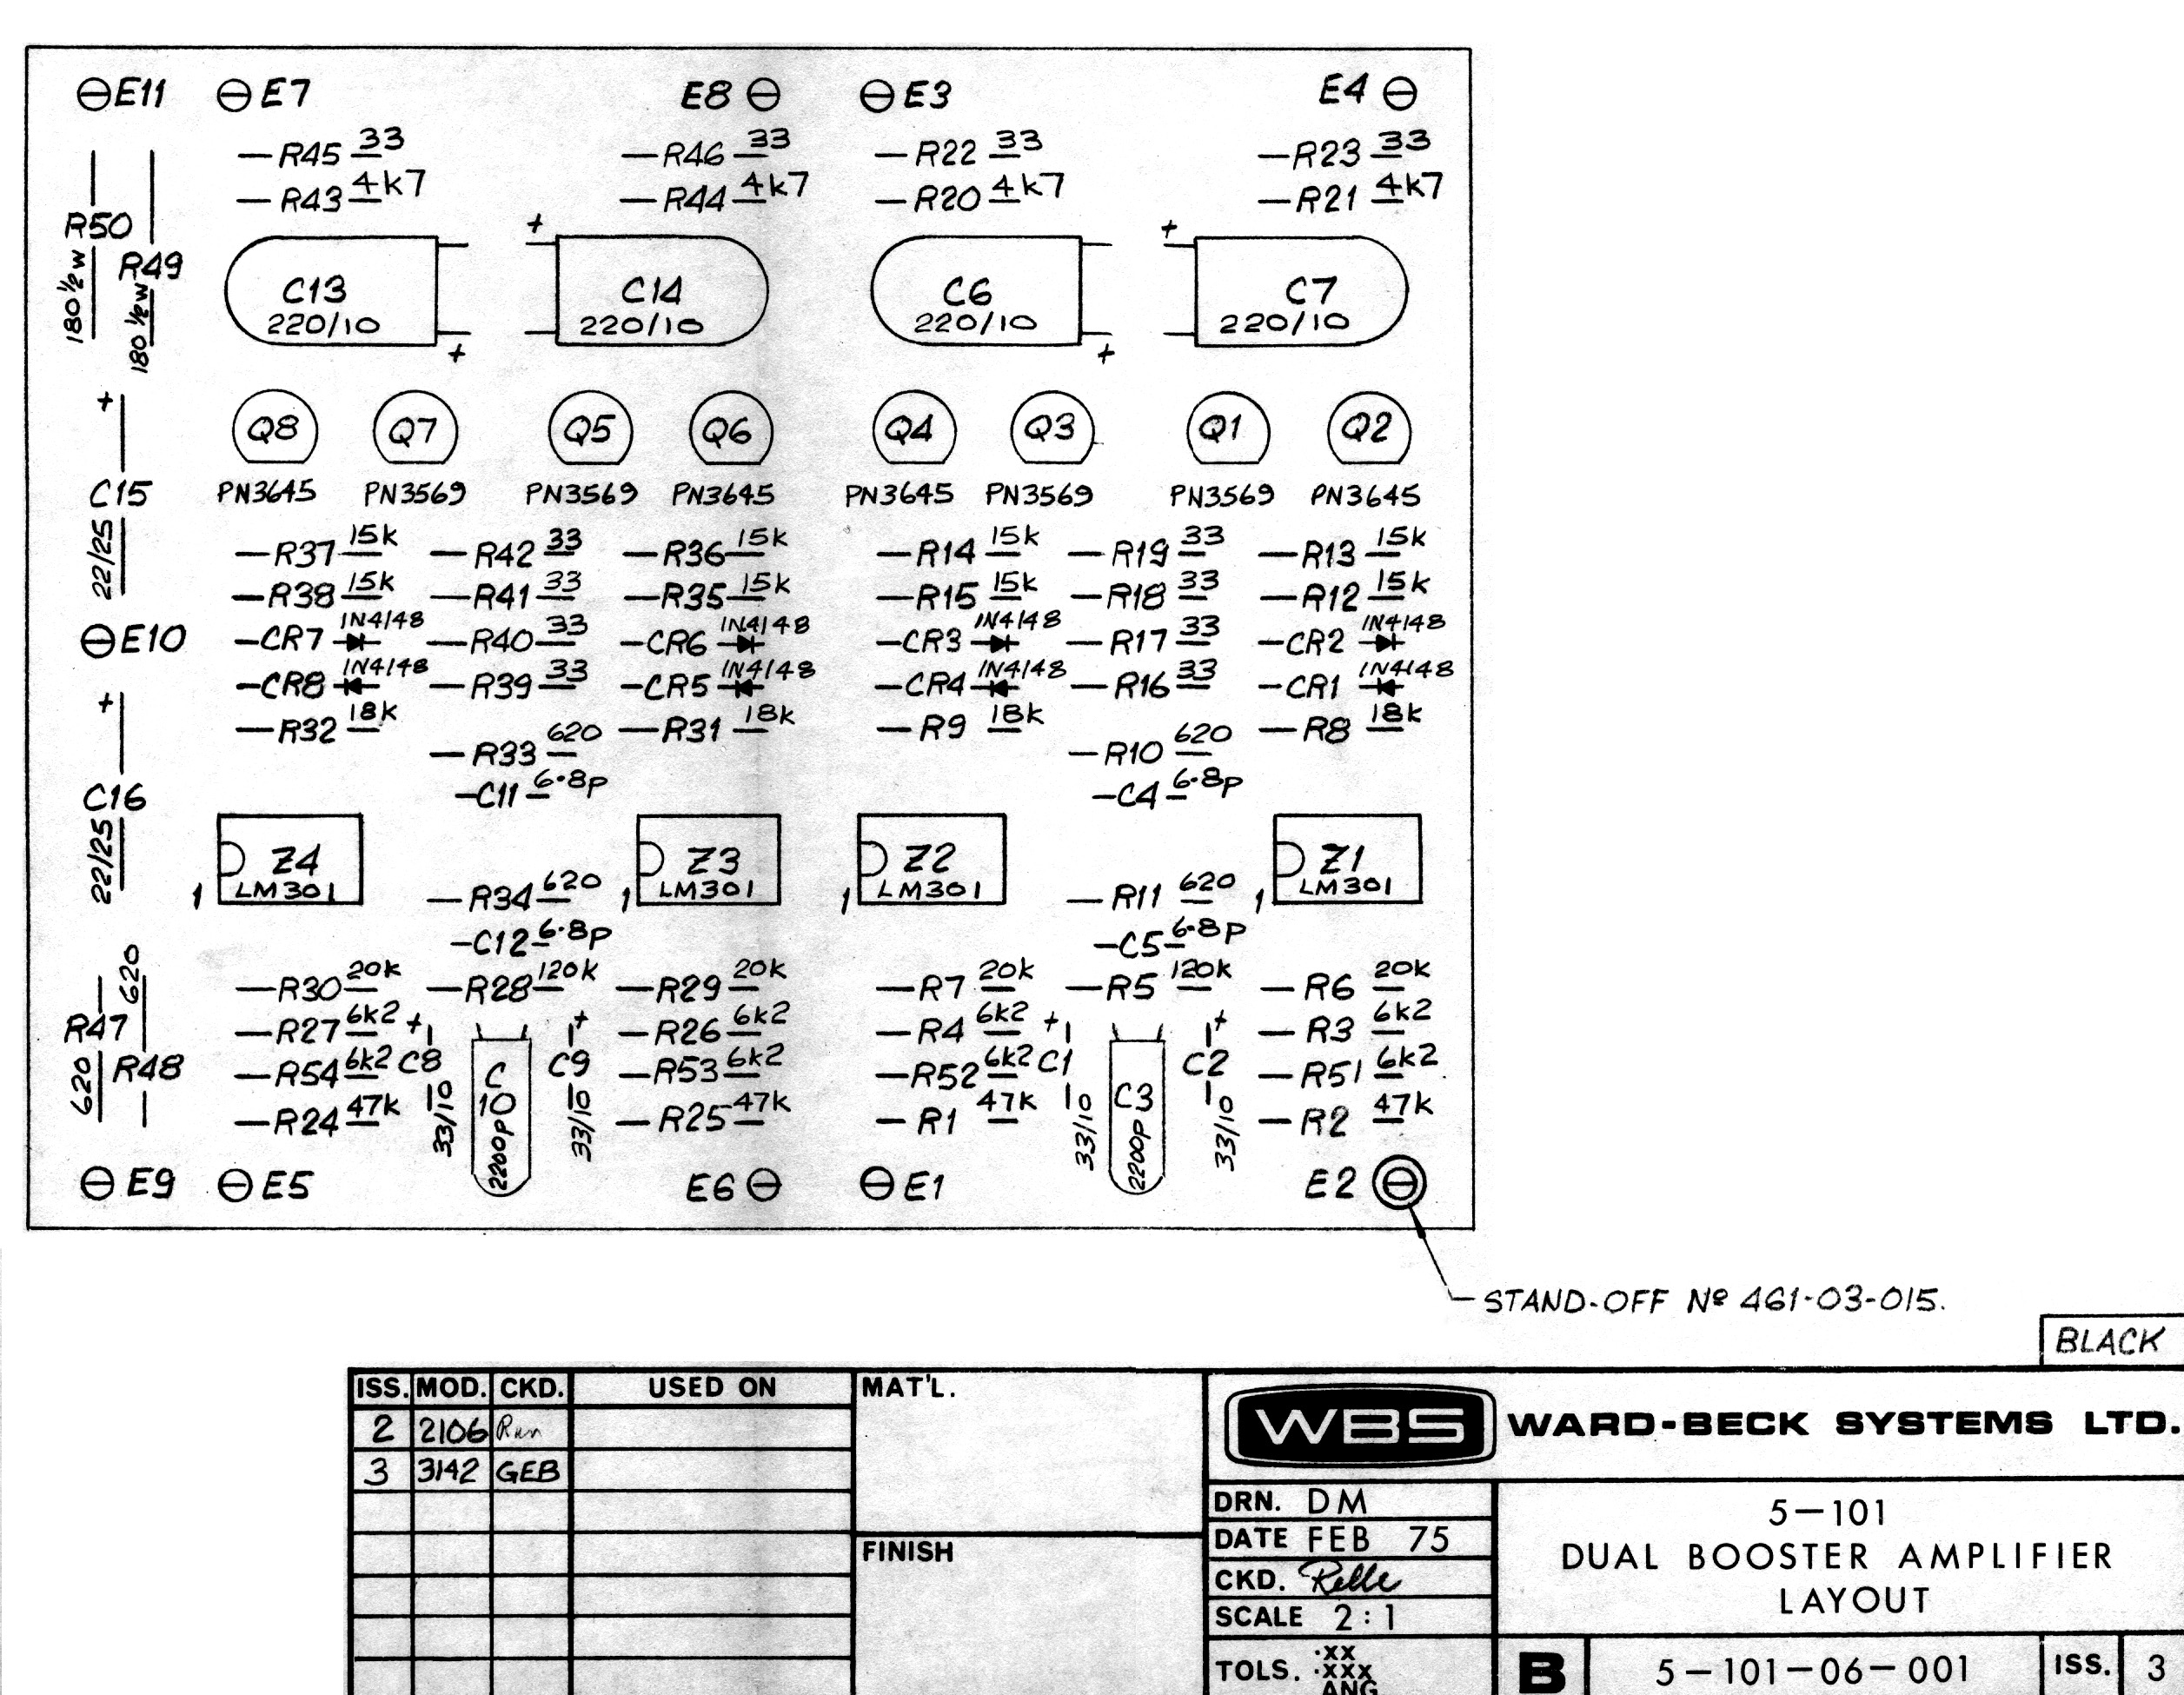 E11 E7 E8 E3 E4
R45 33 R46 33 R22 33 R23 33
R43 4k7 R44 4k7 R20 4k7 R21 4k7
R50
180 ½w
R49
180 ½w
+ +
C13 C14 C6 C7
220/10 220/10 220/10 220/10
+ +
+
Q8 Q7 Q5 Q6 Q4 Q3 Q1 Q2
C15 PN3645 PN3569 PN3569 PN3645 PN3645 PN3569 PN3569 PN3645
22/25
R37 15k R42 33 R36 15k R14 15k R19 33 R13 15k
R38 15k R41 33 R35 15k R15 15k R18 33 R12 15k
1N4148 1N4148 1N4148 1N4148
E10 CR7 R40 33 CR6 CR3 R17 33 CR2
1N4148 1N4148 1N4148 1N4148
CR8 R39 33 CR5 CR4 R16 33 CR1
+
R32 18k R31 18k R9 18k R8 18k
R33 620 R10 620
C11 6.8p C4 6.8p
C16
22/25
Z4 Z3 Z2 Z1
LM301 LM301 LM301 LM301
1 1 1 1
R34 620 R11 620
C12 6.8p C5 6.8p
R30 20k R28 120k R29 20k R7 20k R5 120k R6 20k
620
R47 R27 6k2 + + R26 6k2 R4 6k2 + + R3 6k2
620
R48 R54 6k2 C8 C C9 R53 6k2 R52 6k2 C1 C3 C2 R51 6k2
10
R24 47k 33/10 2200p 33/10 R25 47k R1 47k 33/10 2200p 33/10 R2 47k
E9 E5 E6 E1 E2
STAND-OFF Nº 461-03-015.
BLACK
ISS. MOD. CKD. USED ON MAT'L.
2 2106
3 3142 GEB
FINISH
WBS WARD-BECK SYSTEMS LTD.
DRN. DM
DATE FEB 75
CKD.
SCALE 2:1
TOLS. .XX
.XXX
ANG
5-101
DUAL BOOSTER AMPLIFIER
LAYOUT
B 5-101-06-001 ISS. 3